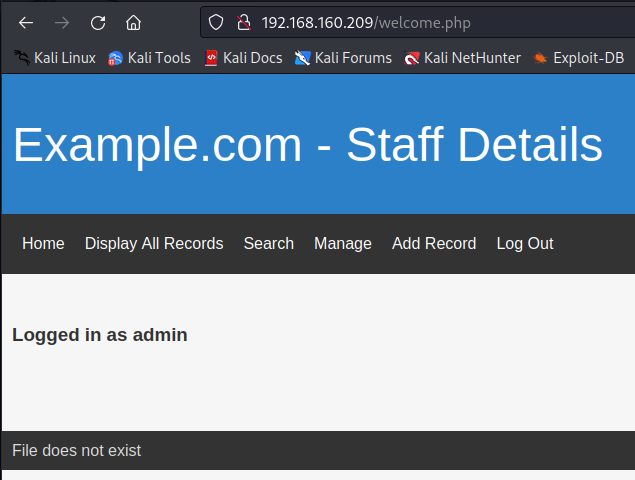 192.168.160.209/welcome.php
Kali Linux Kali Tools Kali Docs Kali Forums Kali NetHunter Exploit-DB
Example.com - Staff Details
Home Display All Records Search Manage Add Record Log Out
Logged in as admin
File does not exist